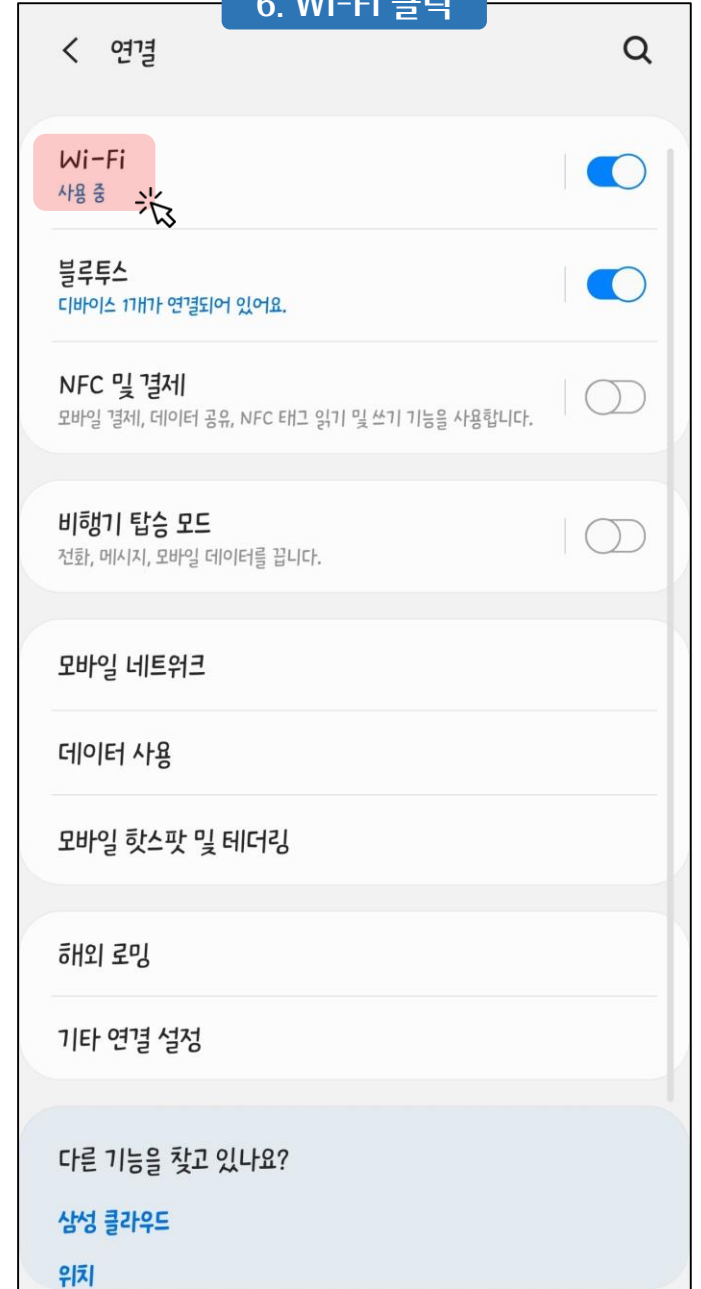 6. Wi-Fi 클릭
연결
Wi-Fi
사용 중
블루투스
디바이스 1개가 연결되어 있어요.
NFC 및 결제
모바일 결제, 데이터 공유, NFC 태그 읽기 및 쓰기 기능을 사용합니다.
비행기 탑승 모드
전화, 메시지, 모바일 데이터를 끕니다.
모바일 네트워크
데이터 사용
모바일 핫스팟 및 테더링
해외 로밍
기타 연결 설정
다른 기능을 찾고 있나요?
삼성 클라우드
위치